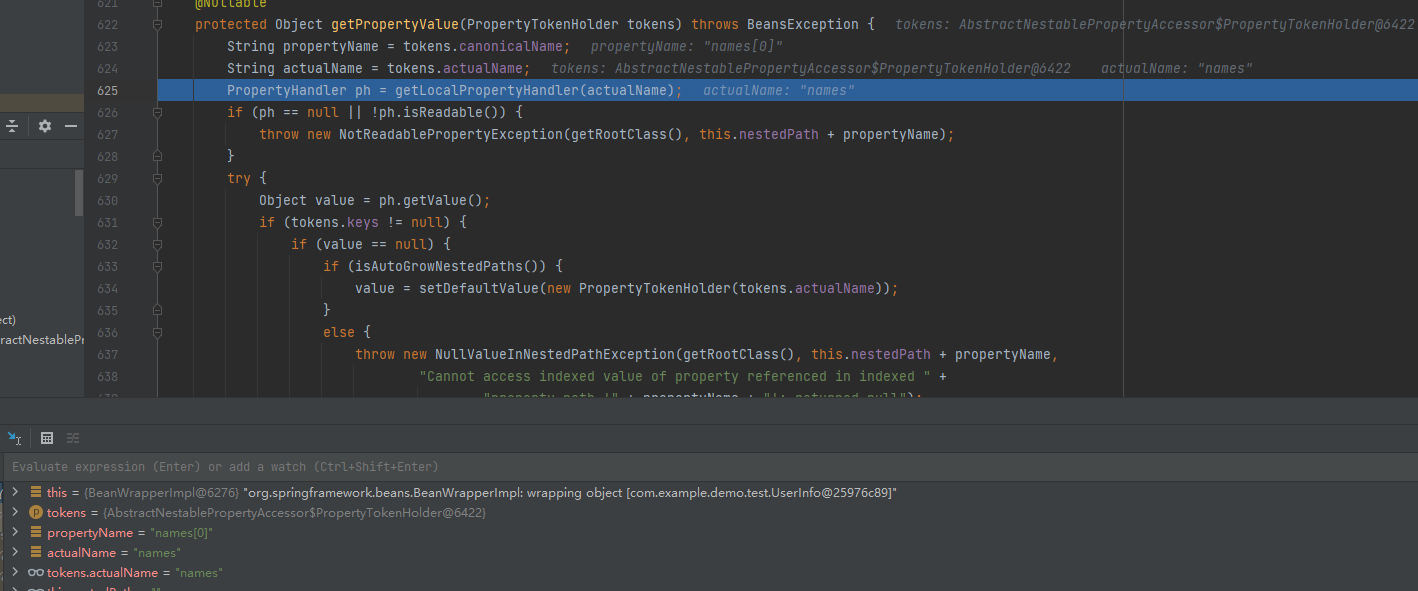 621 @Nullable
622 protected Object getPropertyValue(PropertyTokenHolder tokens) throws BeansException { tokens: AbstractNestablePropertyAccessor$PropertyTokenHolder@6422
623 String propertyName = tokens.canonicalName; propertyName: "names[0]"
624 String actualName = tokens.actualName; tokens: AbstractNestablePropertyAccessor$PropertyTokenHolder@6422 actualName: "names"
625 PropertyHandler ph = getLocalPropertyHandler(actualName); actualName: "names"
626 if (ph == null || !ph.isReadable()) {
627 throw new NotReadablePropertyException(getRootClass(), this.nestedPath + propertyName);
628 }
629 try {
630 Object value = ph.getValue();
631 if (tokens.keys != null) {
632 if (value == null) {
633 if (isAutoGrowNestedPaths()) {
634 value = setDefaultValue(new PropertyTokenHolder(tokens.actualName));
635 }
ect)
636 else {
ractNestablePr
637 throw new NullValueInNestedPathException(getRootClass(), this.nestedPath + propertyName,
638 "Cannot access indexed value of property referenced in indexed " +
"property path '" + propertyName + "': returned null");
Evaluate expression (Enter) or add a watch (Ctrl+Shift+Enter)
this = {BeanWrapperImpl@6276} "org.springframework.beans.BeanWrapperImpl: wrapping object [com.example.demo.test.UserInfo@25976c89]"
p tokens = {AbstractNestablePropertyAccessor$PropertyTokenHolder@6422}
propertyName = "names[0]"
actualName = "names"
tokens.actualName = "names"